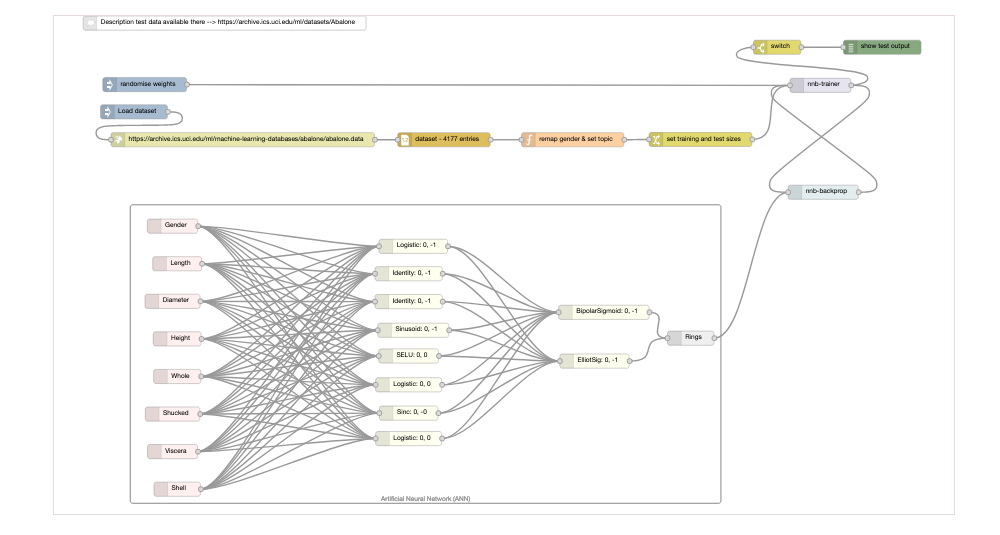 Description test data available there --> https://archive.ics.uci.edu/ml/datasets/Abalone
switch
show test output
randomise weights
nnb-trainer
Load dataset
https://archive.ics.uci.edu/ml/machine-learning-databases/abalone/abalone.data
dataset - 4177 entries
remap gender & set topic
set training and test sizes
nnb-backprop
Gender
Length
Diameter
Height
Whole
Shucked
Viscera
Shell
Logistic: 0, -1
Identity: 0, -1
Identity: 0, -1
Sinusoid: 0, -1
SELU: 0, 0
Logistic: 0, 0
Sinc: 0, -0
Logistic: 0, 0
BipolarSigmoid: 0, -1
ElliotSig: 0, -1
Rings
Artificial Neural Network (ANN)